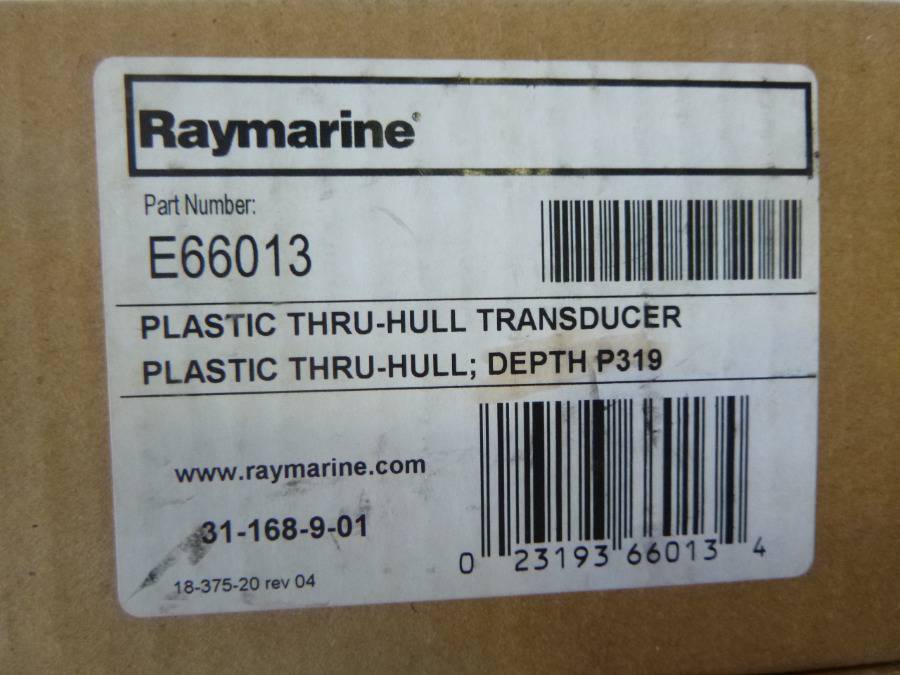 Raymarine®
Part Number:
E66013
PLASTIC THRU-HULL TRANSDUCER
PLASTIC THRU-HULL; DEPTH P319
www.raymarine.com
31-168-9-01
18-375-20 rev 04
0 23193 66013 4